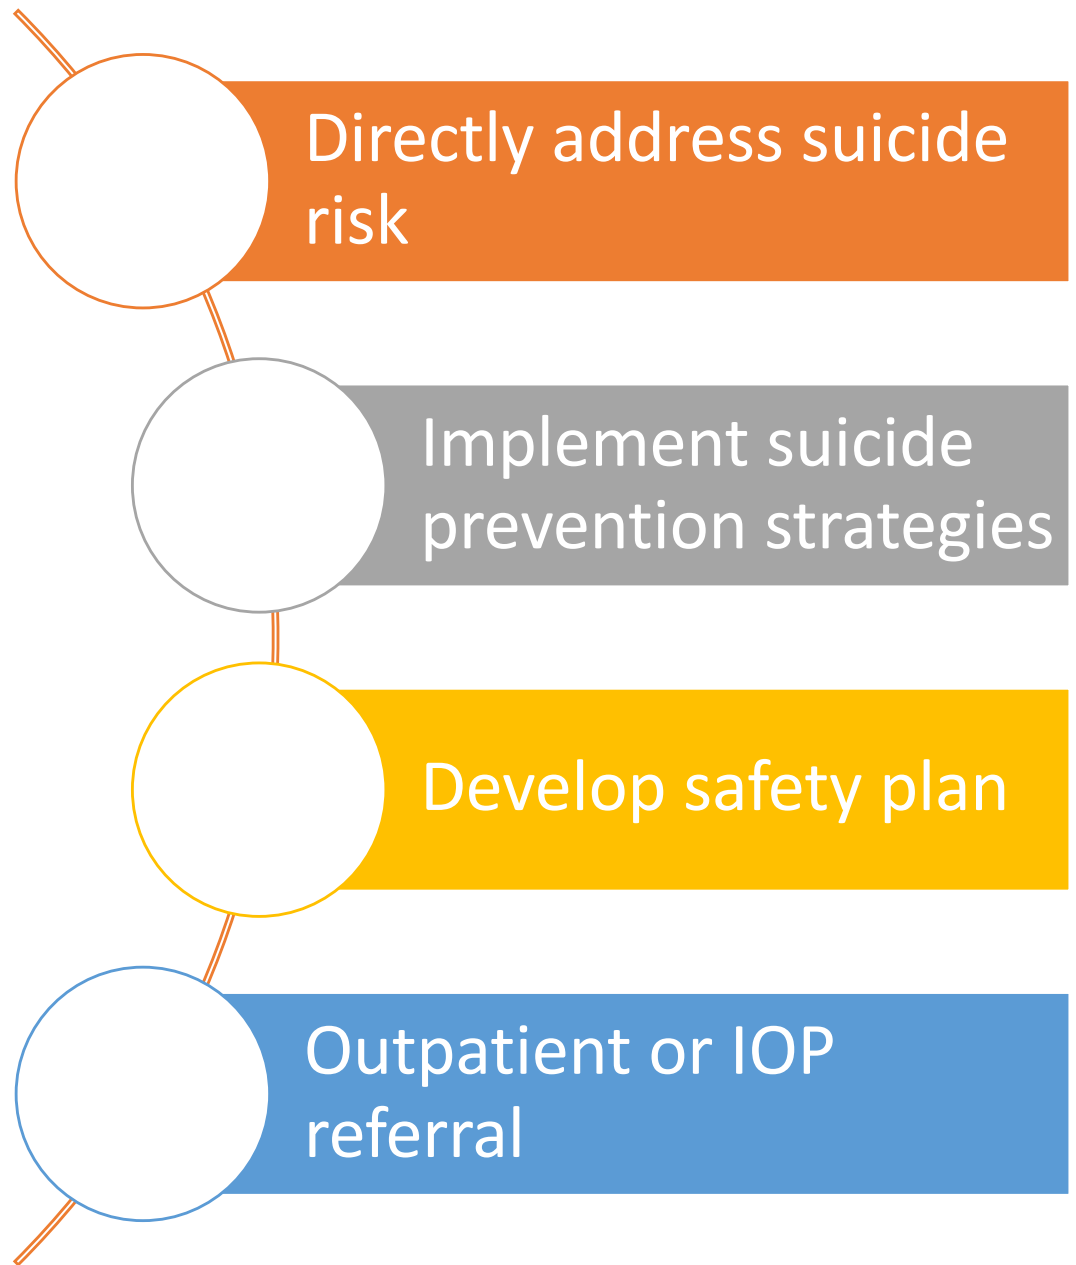 Directly address suicide
risk
Implement suicide
prevention strategies
Develop safety plan
Outpatient or IOP
referral